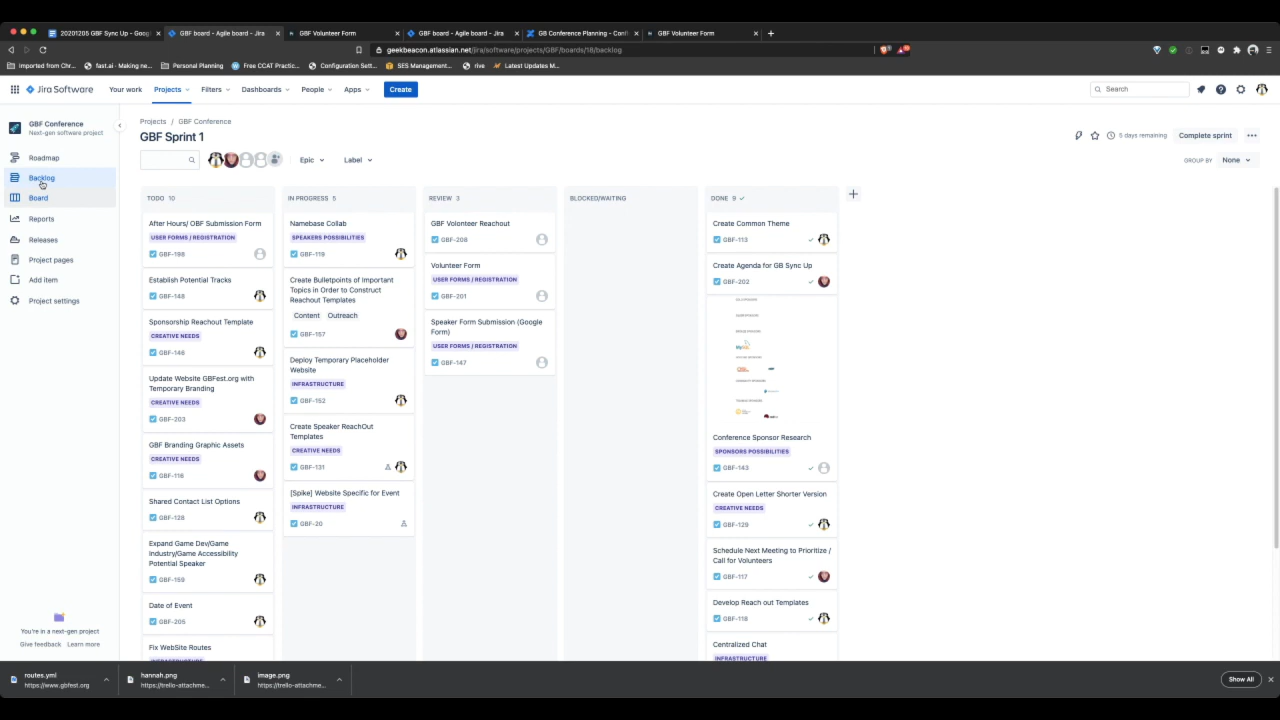 20201205 GBF Sync Up - Goog
GBF board - Agile board - Jira
GBF Volunteer Form
GBF board - Agile board - Jira
GB Conference Planning - Conf
GBF Volunteer Form
geekbeacon.atlassian.net/jira/software/projects/GBF/boards/18/backlog
Imported from Chr...
fast.ai · Making ne...
Personal Planning
Free CCAT Practic...
Configuration Sett...
SES Management...
rive
Latest Updates M...
Jira Software
Your work
Projects
Filters
Dashboards
People
Apps
Create
Search
GBF Conference
Next-gen software project
Roadmap
Backlog
Board
Reports
Releases
Project pages
Add item
Project settings
You're in a next-gen project
Give feedback
Learn more
Projects / GBF Conference
GBF Sprint 1
5 days remaining
Complete sprint
Epic
Label
GROUP BY
None
TODO 10
After Hours/ OBF Submission Form
USER FORMS / REGISTRATION
GBF-198
Establish Potential Tracks
GBF-148
Sponsorship Reachout Template
CREATIVE NEEDS
GBF-146
Update Website GBFest.org with
Temporary Branding
CREATIVE NEEDS
GBF-203
GBF Branding Graphic Assets
CREATIVE NEEDS
GBF-116
Shared Contact List Options
GBF-128
Expand Game Dev/Game
Industry/Game Accessibility
Potential Speaker
GBF-159
Date of Event
GBF-205
Fix WebSite Routes
INFRASTRUCTURE
IN PROGRESS 5
Namebase Collab
SPEAKERS POSSIBILITIES
GBF-119
Create Bulletpoints of Important
Topics in Order to Construct
Reachout Templates
Content
Outreach
GBF-157
Deploy Temporary Placeholder
Website
INFRASTRUCTURE
GBF-152
Create Speaker ReachOut
Templates
CREATIVE NEEDS
GBF-131
[Spike] Website Specific for Event
INFRASTRUCTURE
GBF-20
REVIEW 3
GBF Volonteer Reachout
GBF-208
Volunteer Form
USER FORMS / REGISTRATION
GBF-201
Speaker Form Submission (Google
Form)
USER FORMS / REGISTRATION
GBF-147
BLOCKED/WAITING
DONE 9
Create Common Theme
GBF-113
Create Agenda for GB Sync Up
GBF-202
MySQL
Conference Sponsor Research
SPONSORS POSSIBILITIES
GBF-143
Create Open Letter Shorter Version
CREATIVE NEEDS
GBF-129
Schedule Next Meeting to Prioritize /
Call for Volunteers
GBF-117
Develop Reach out Templates
GBF-118
Centralized Chat
INFRASTRUCTURE
routes.yml
https://www.gbfest.org
hannah.png
https://trello-attachme...
image.png
https://trello-attachme...
Show All